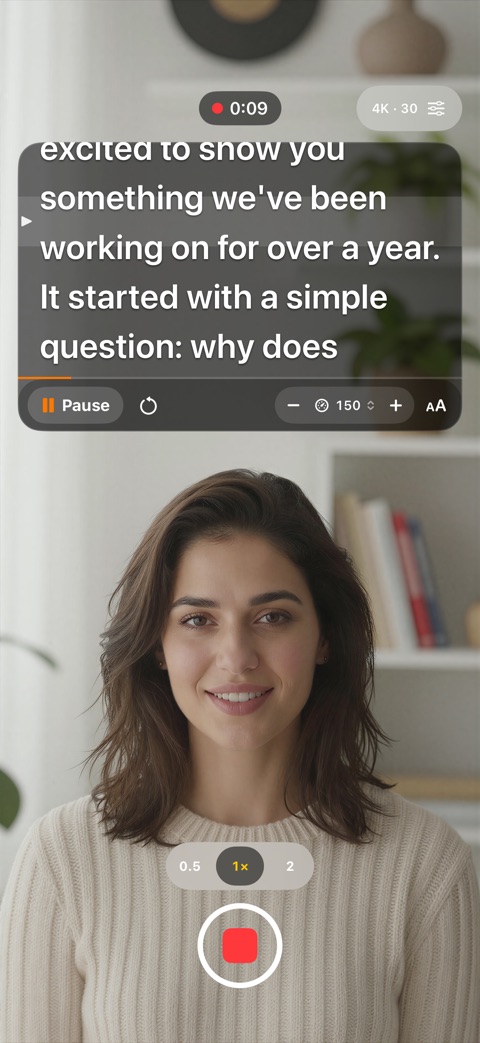 0:09
4K · 30
excited to show you
something we've been
working on for over a year.
It started with a simple
question: why does
Pause
150
AA
0.5
1×
2